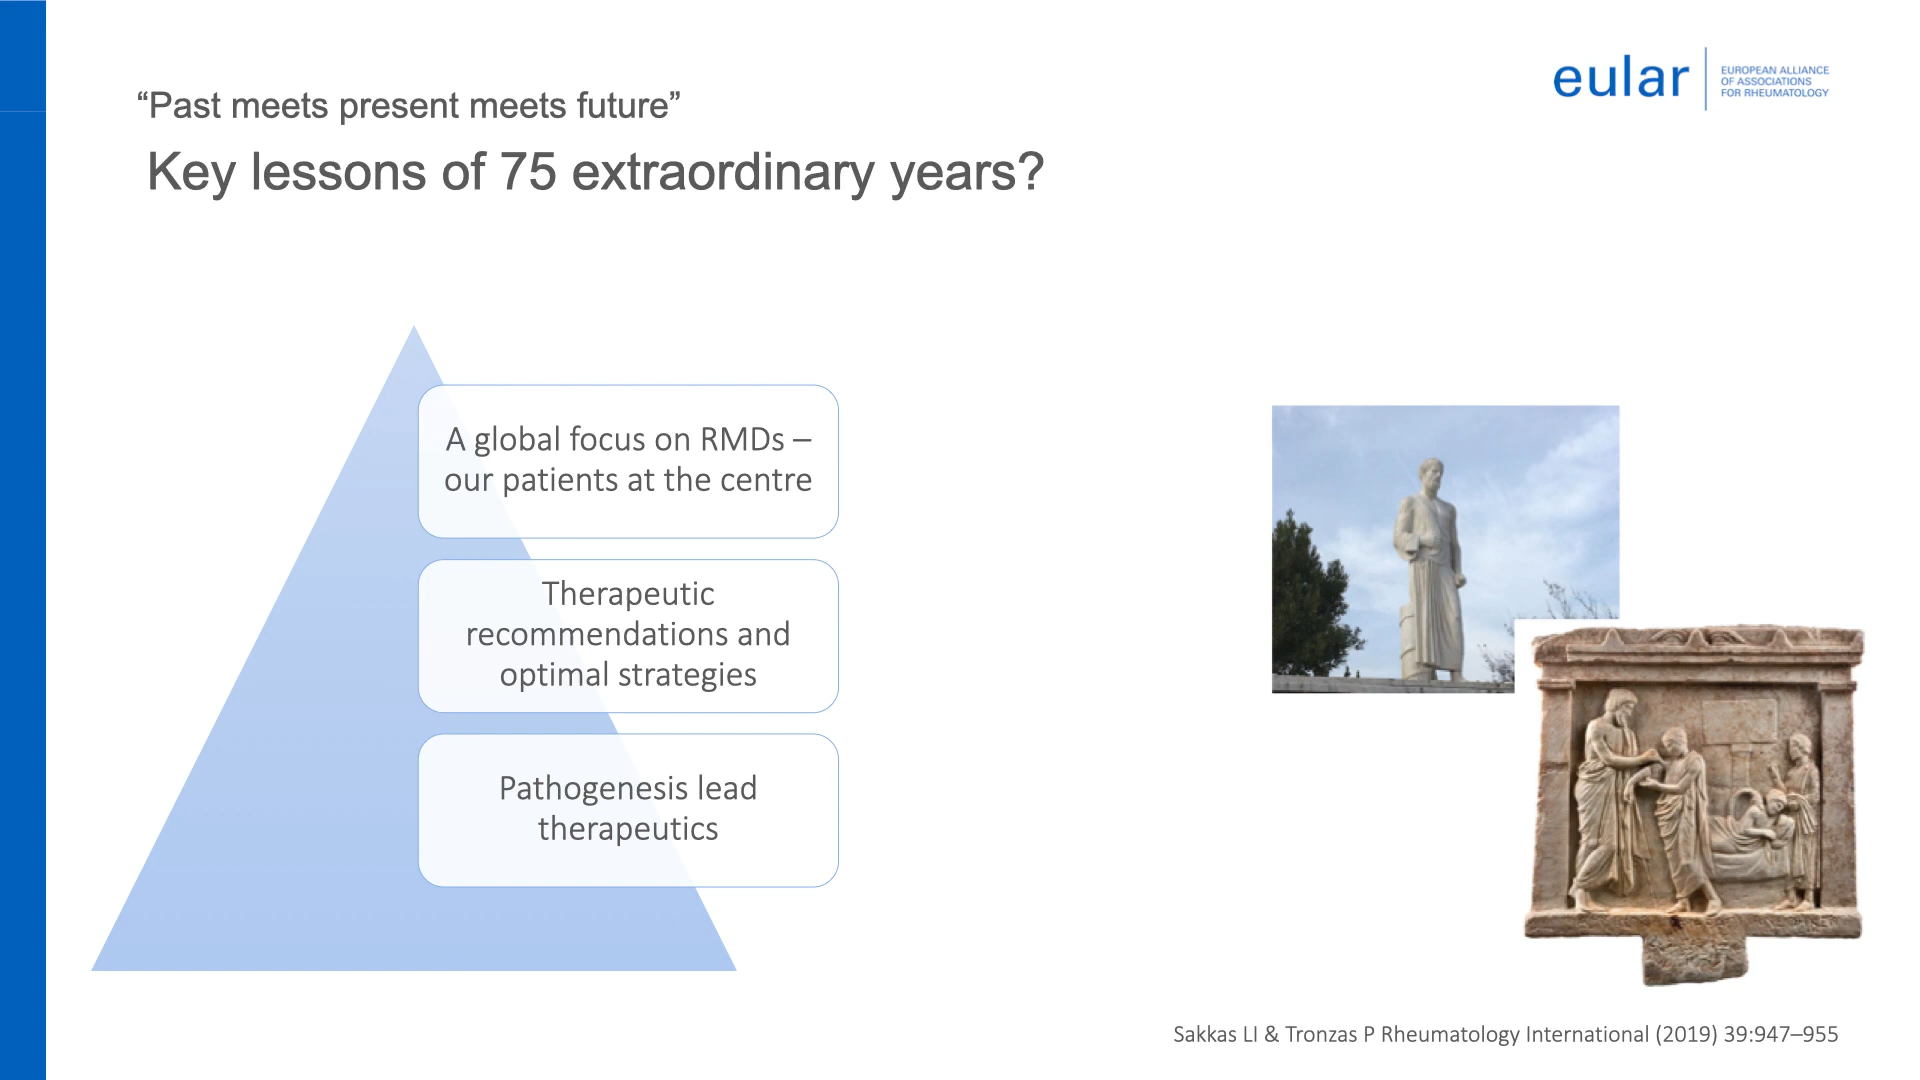 eular
EUROPEAN ALLIANCE
OF ASSOCIATIONS
FOR RHEUMATOLOGY
“Past meets present meets future”
Key lessons of 75 extraordinary years?
A global focus on RMDs –
our patients at the centre
Therapeutic
recommendations and
optimal strategies
Pathogenesis lead
therapeutics
Sakkas LI & Tronzas P Rheumatology International (2019) 39:947–955